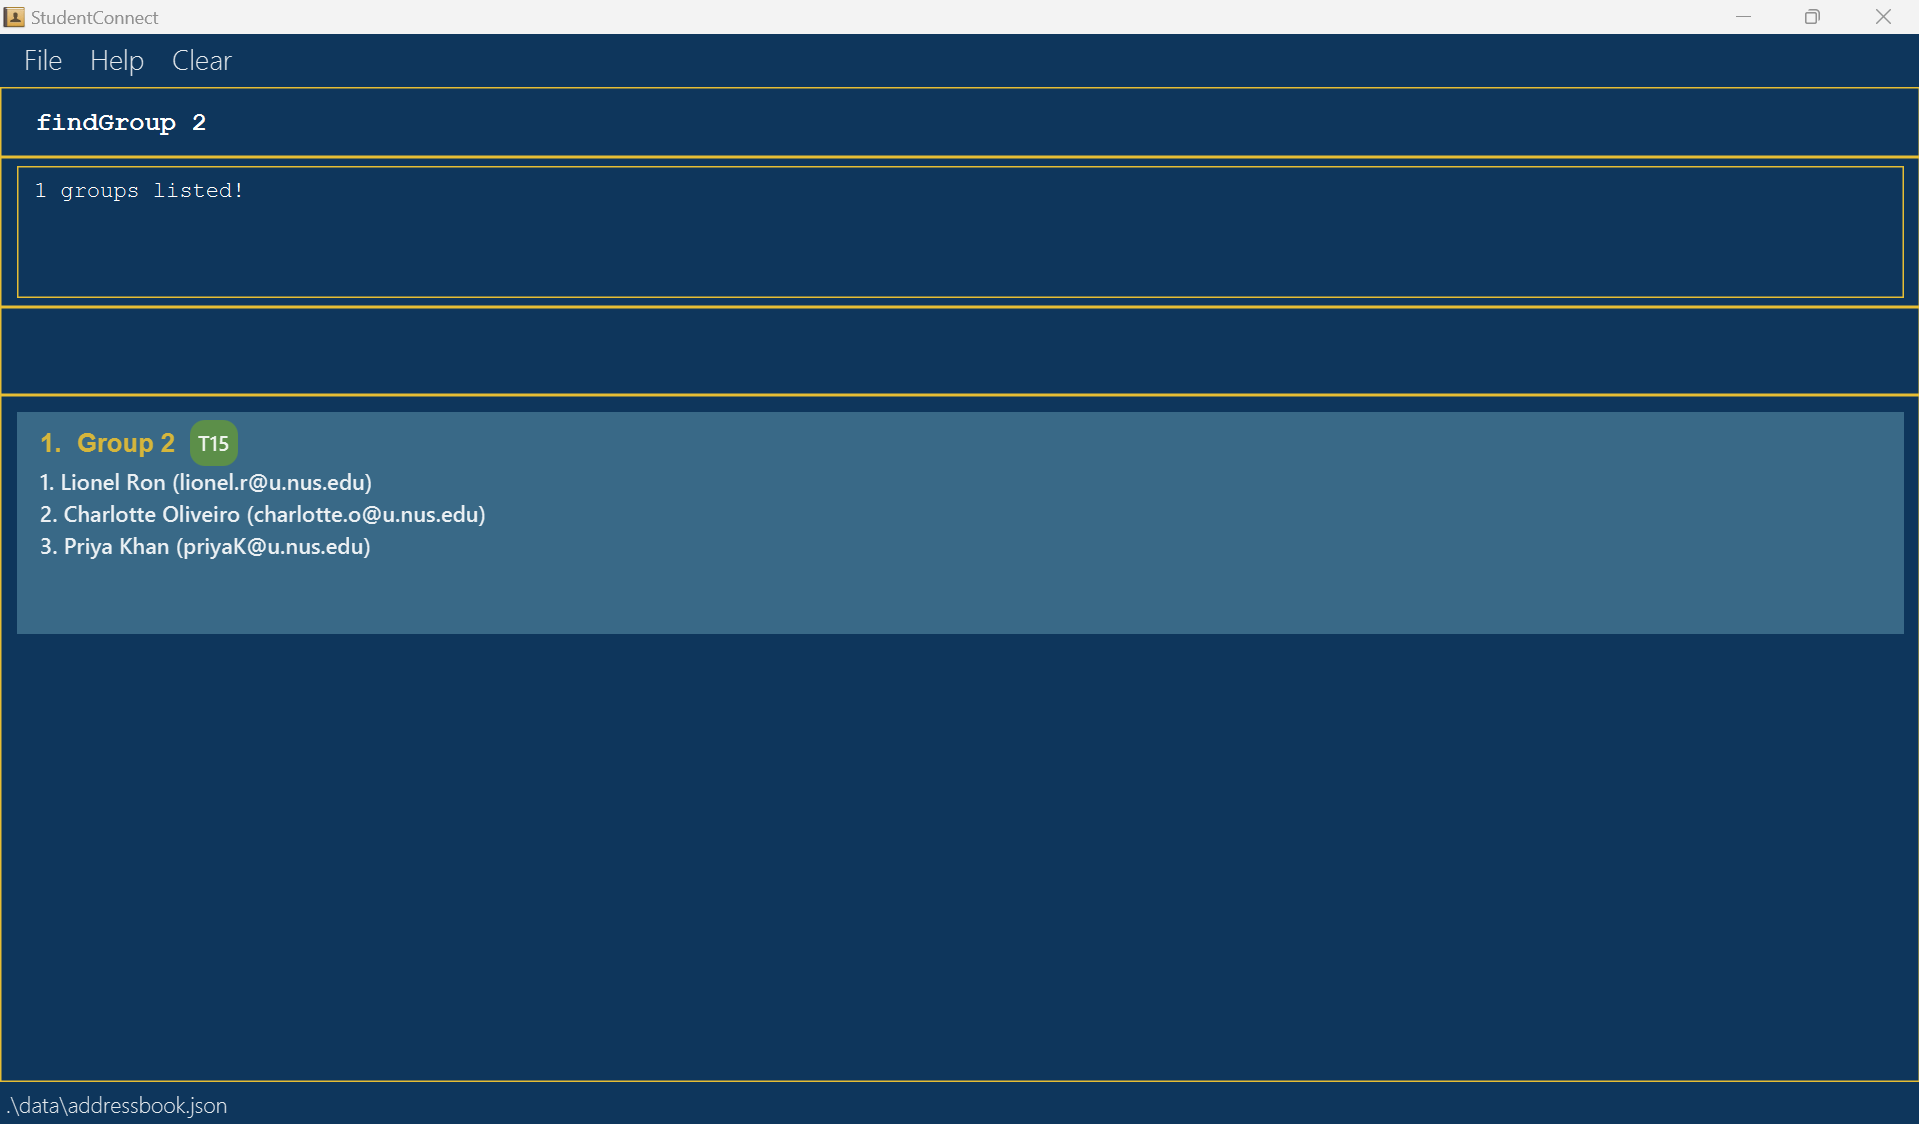 StudentConnect
File Help Clear
findGroup 2
1 groups listed!
1. Group 2 T15
1. Lionel Ron (lionel.r@u.nus.edu)
2. Charlotte Oliveiro (charlotte.o@u.nus.edu)
3. Priya Khan (priyaK@u.nus.edu)
.\data\addressbook.json